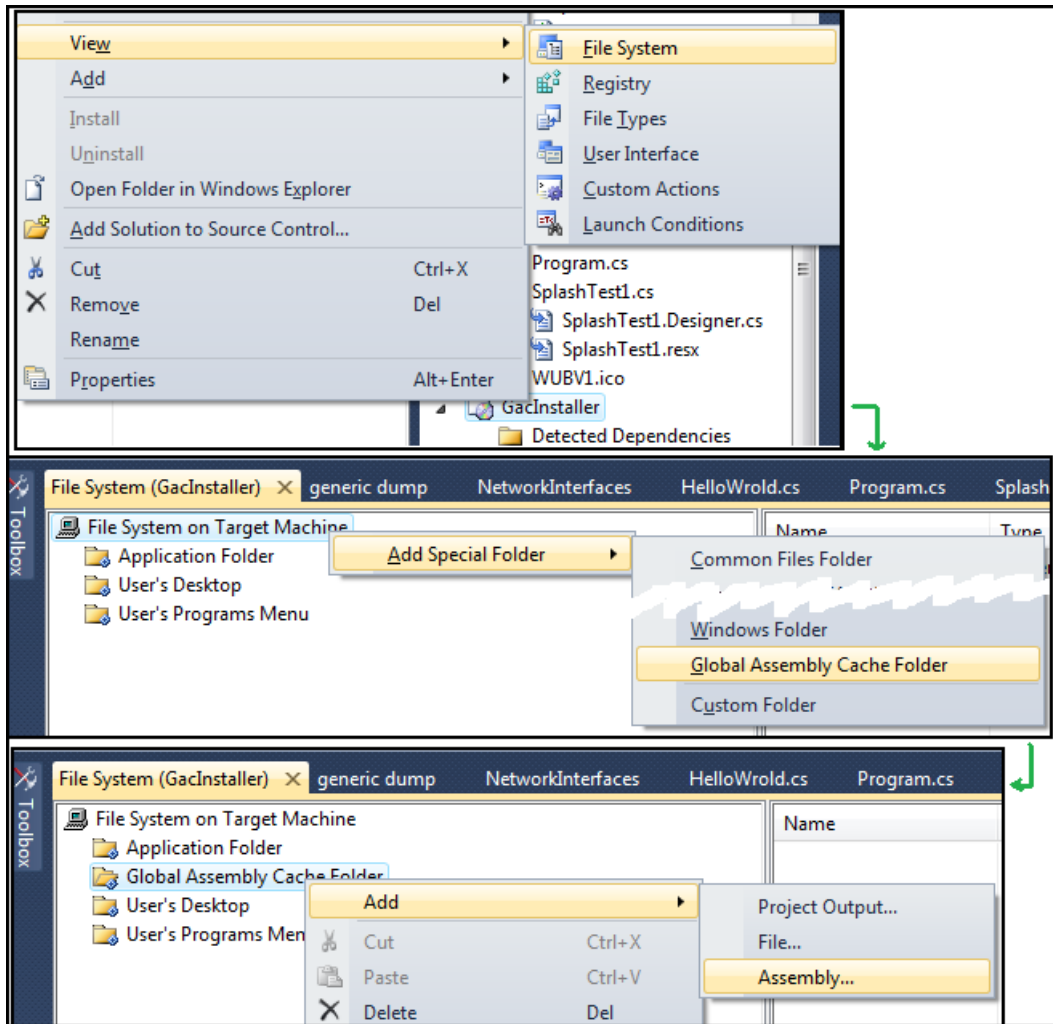 View
File System
Add
Registry
Install
File Types
Uninstall
User Interface
Open Folder in Windows Explorer
Custom Actions
Add Solution to Source Control...
Launch Conditions
Cut Ctrl+X
Program.cs
Remove Del
SplashTest1.cs
Rename
SplashTest1.Designer.cs
SplashTest1.resx
Properties Alt+Enter
WUBV1.ico
GacInstaller
Detected Dependencies
Toolbox
File System (GacInstaller) generic dump NetworkInterfaces HelloWrold.cs Program.cs Splash
File System on Target Machine
Name Type
Application Folder
Add Special Folder
Common Files Folder
User's Desktop
User's Programs Menu
Windows Folder
Global Assembly Cache Folder
Custom Folder
Toolbox
File System (GacInstaller) generic dump NetworkInterfaces HelloWrold.cs Program.cs
File System on Target Machine
Name
Application Folder
Global Assembly Cache Folder
Add
Project Output...
User's Desktop
User's Programs Men
Cut Ctrl+X
File...
Paste Ctrl+V
Assembly...
Delete Del